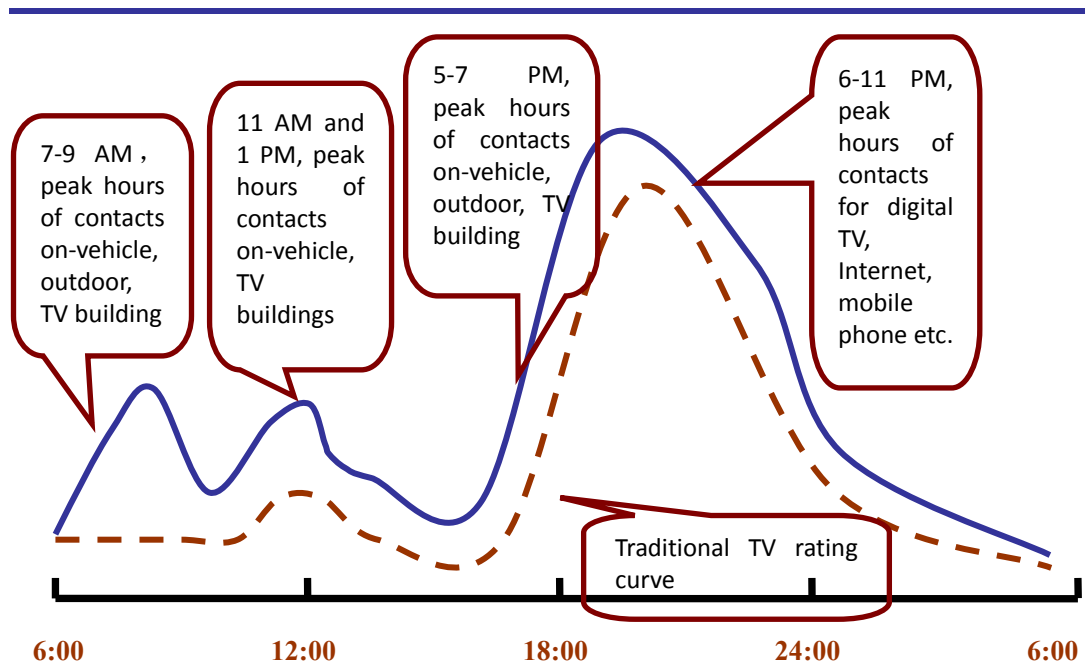 7-9 AM，
peak hours
of contacts
on-vehicle,
outdoor,
TV building
11 AM and
1 PM, peak
hours of
contacts
on-vehicle,
TV
buildings
5-7 PM,
peak hours
of contacts
on-vehicle,
outdoor, TV
building
6-11 PM,
peak
hours of
contacts
for digital
TV,
Internet,
mobile
phone etc.
Traditional TV rating
curve
6:00 12:00 18:00 24:00 6:00